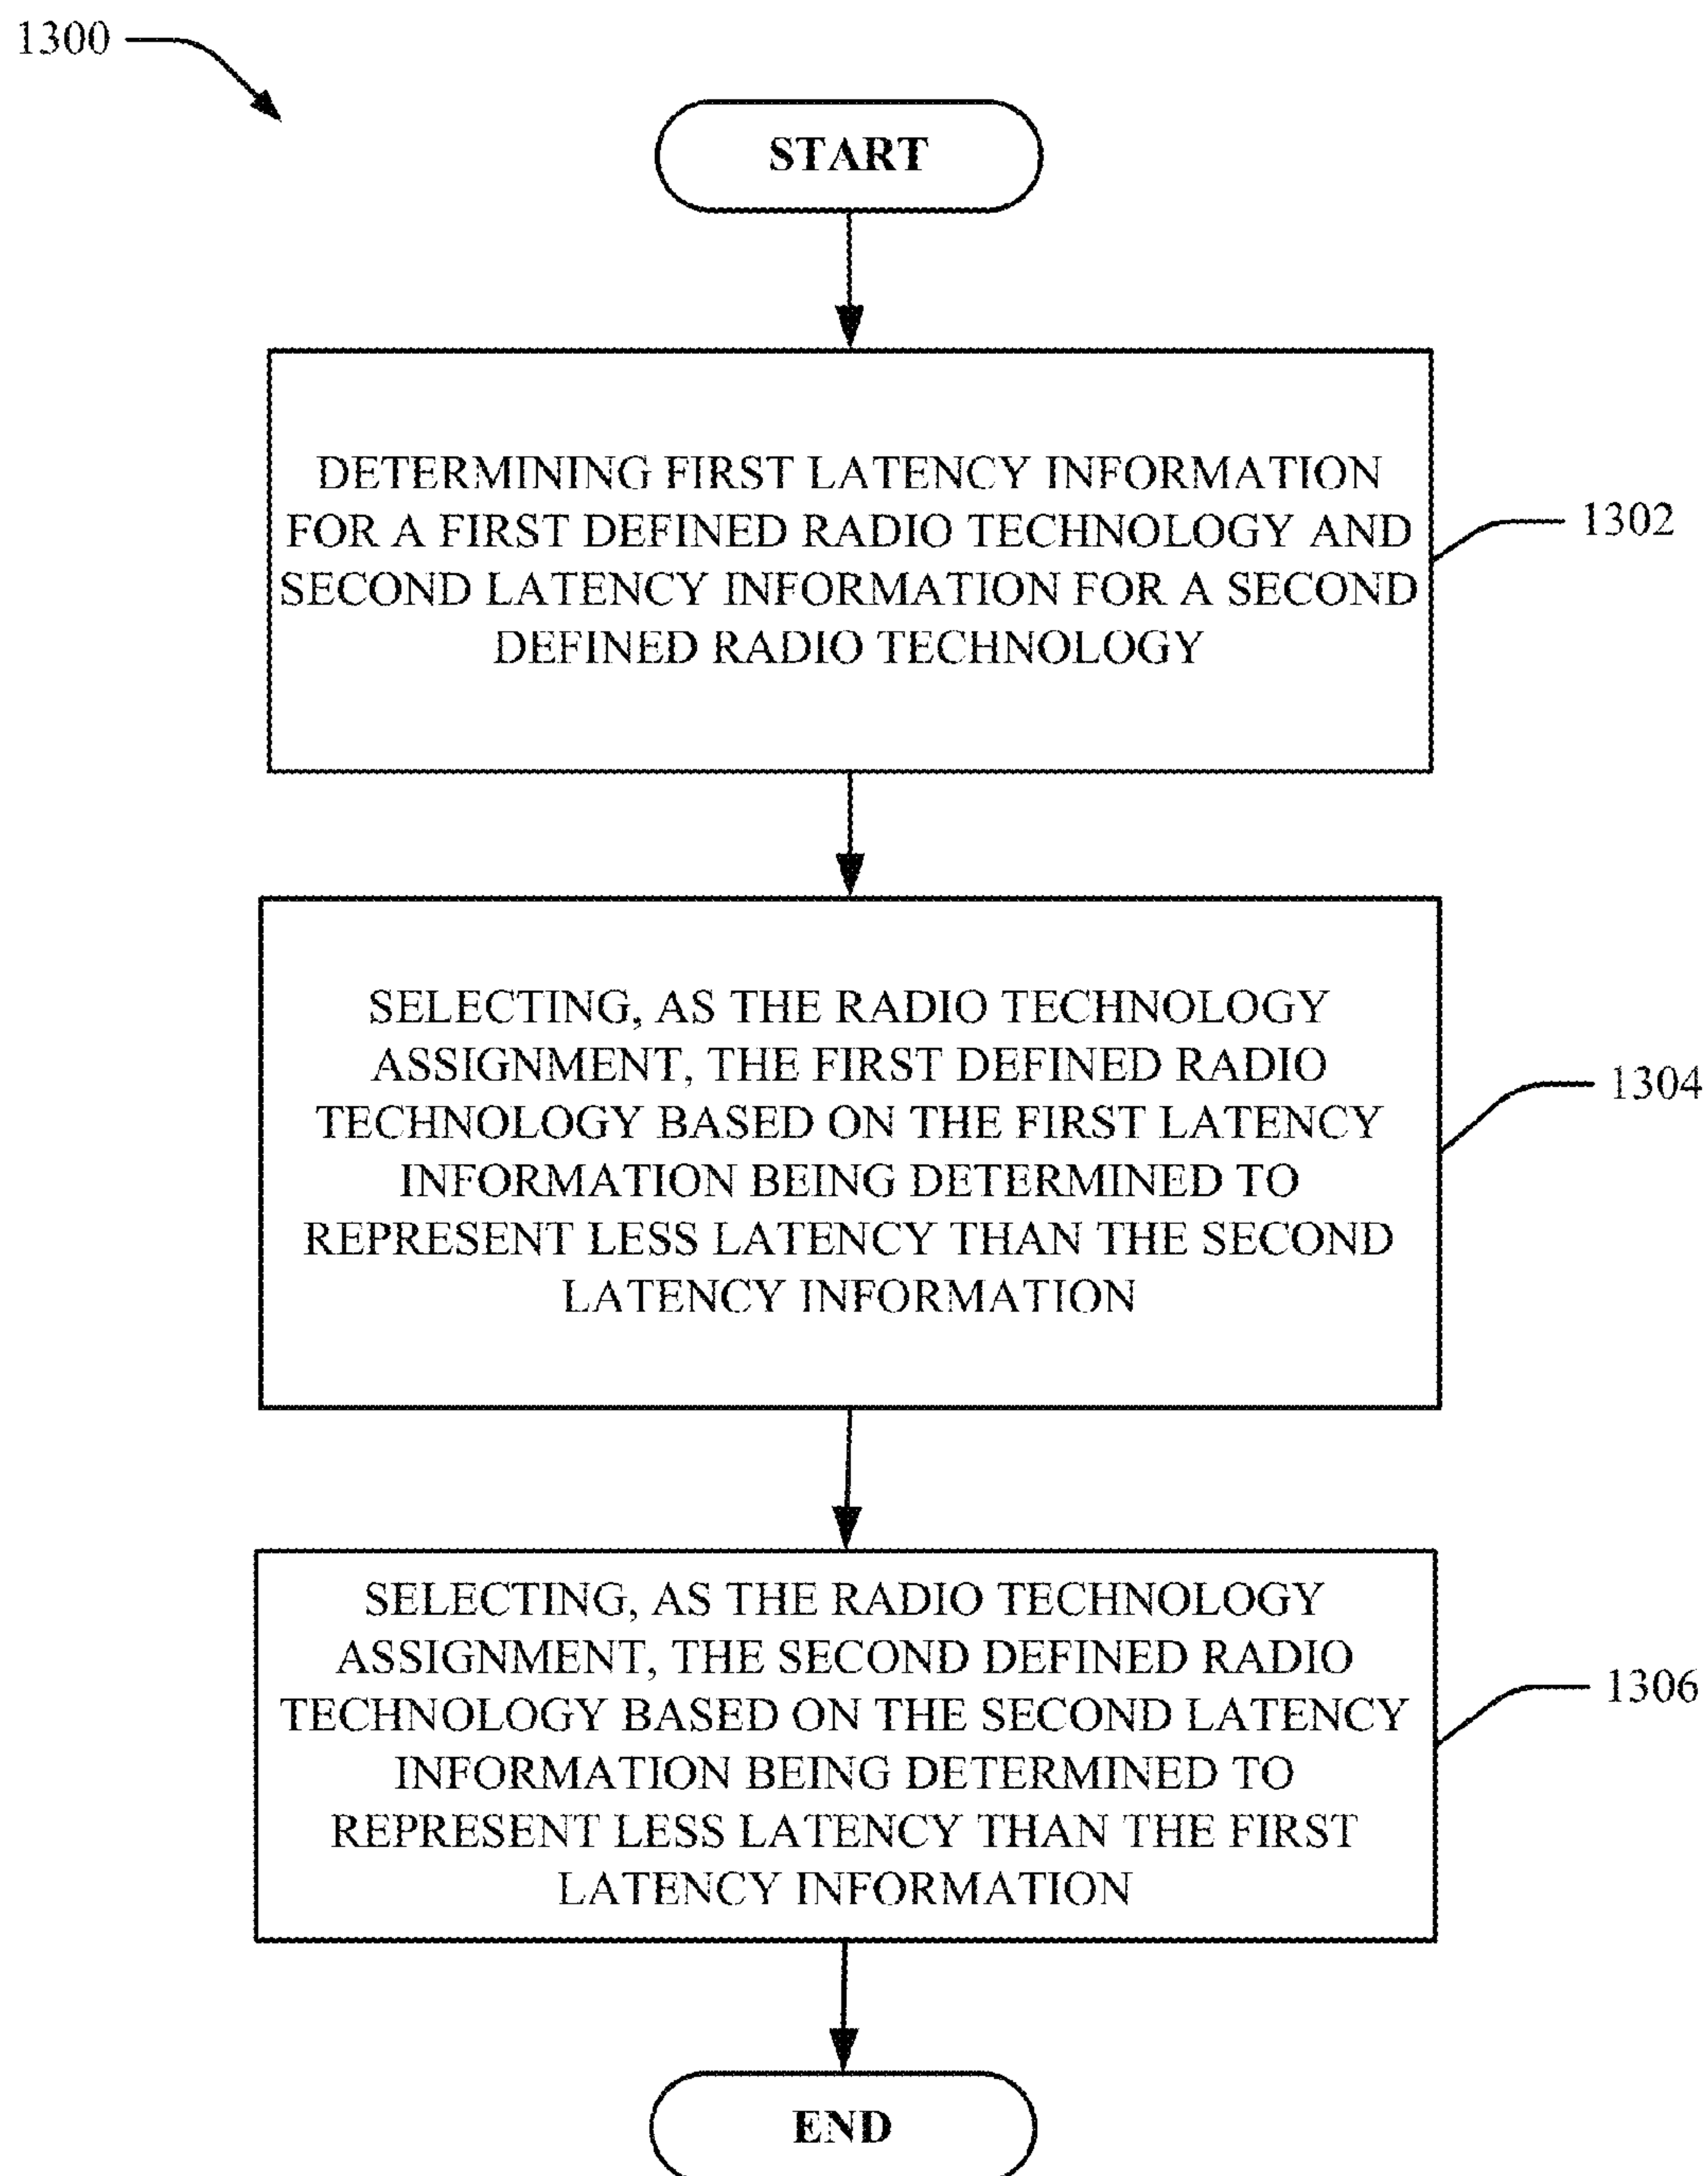 1300
START
DETERMINING FIRST LATENCY INFORMATION
FOR A FIRST DEFINED RADIO TECHNOLOGY AND
SECOND LATENCY INFORMATION FOR A SECOND
DEFINED RADIO TECHNOLOGY
1302
SELECTING, AS THE RADIO TECHNOLOGY
ASSIGNMENT, THE FIRST DEFINED RADIO
TECHNOLOGY BASED ON THE FIRST LATENCY
INFORMATION BEING DETERMINED TO
REPRESENT LESS LATENCY THAN THE SECOND
LATENCY INFORMATION
1304
SELECTING, AS THE RADIO TECHNOLOGY
ASSIGNMENT, THE SECOND DEFINED RADIO
TECHNOLOGY BASED ON THE SECOND LATENCY
INFORMATION BEING DETERMINED TO
REPRESENT LESS LATENCY THAN THE FIRST
LATENCY INFORMATION
1306
END